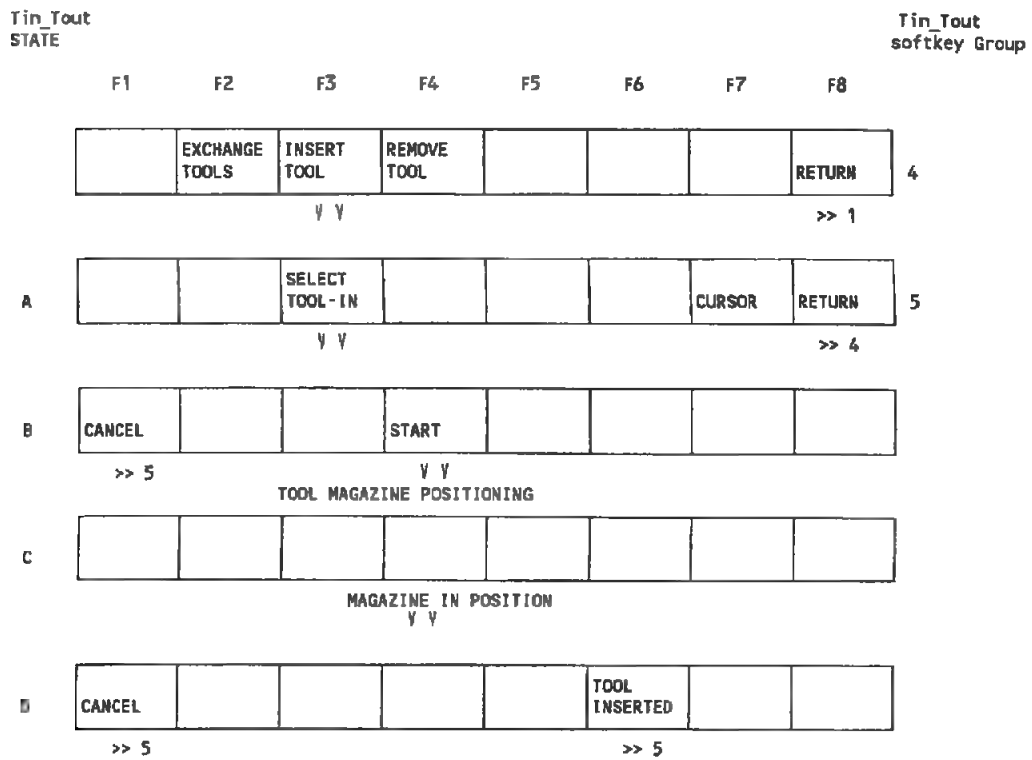 Tin_Tout
STATE
Tin_Tout
softkey Group
F1 F2 F3 F4 F5 F6 F7 F8
EXCHANGE TOOLS
INSERT TOOL
REMOVE TOOL
RETURN
4
V V
>> 1
A
SELECT TOOL-IN
CURSOR
RETURN
5
V V
>> 4
B
CANCEL
START
>> 5
V V
TOOL MAGAZINE POSITIONING
C
MAGAZINE IN POSITION
V V
D
CANCEL
TOOL INSERTED
>> 5
>> 5